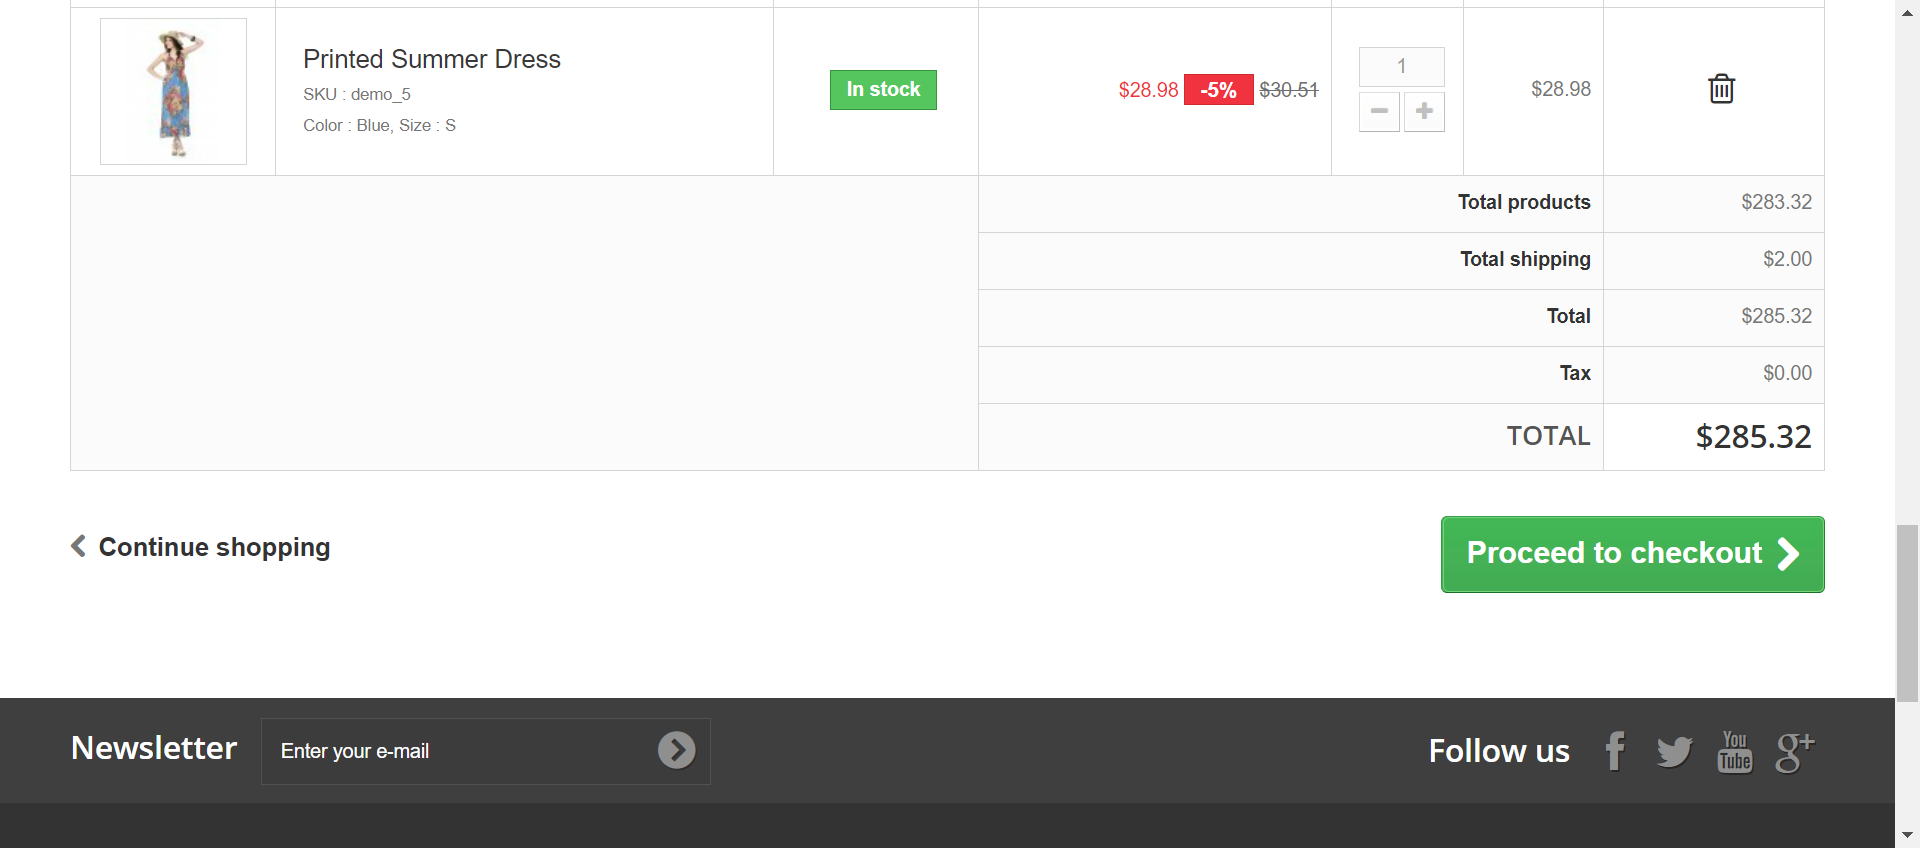 Printed Summer Dress
SKU : demo_5
Color : Blue, Size : S
In stock
$28.98 -5% $30.51
1
$28.98
Total products $283.32
Total shipping $2.00
Total $285.32
Tax $0.00
TOTAL $285.32
Continue shopping
Proceed to checkout
Newsletter
Enter your e-mail
Follow us
f
You
Tube
g+